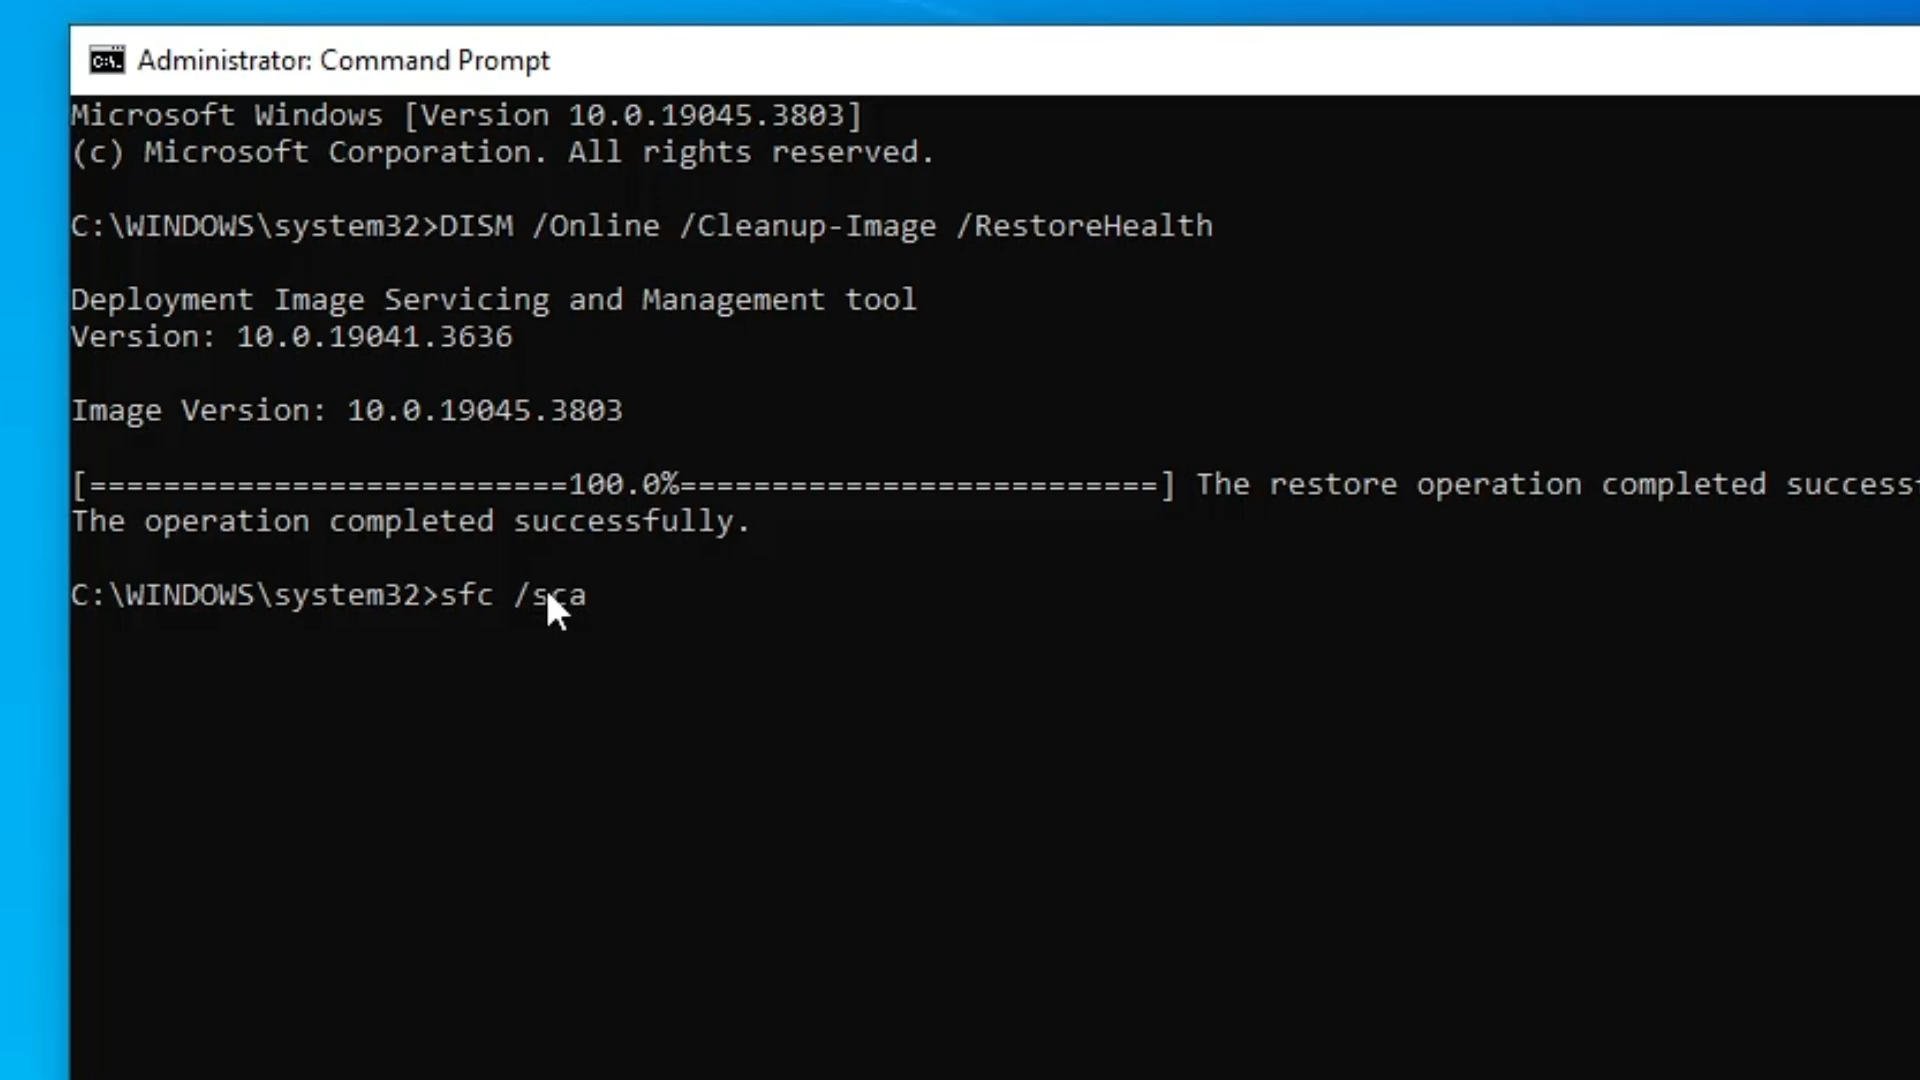 Administrator: Command Prompt
Microsoft Windows [Version 10.0.19045.3803]
(c) Microsoft Corporation. All rights reserved.
C:\WINDOWS\system32>DISM /Online /Cleanup-Image /RestoreHealth
Deployment Image Servicing and Management tool
Version: 10.0.19041.3636
Image Version: 10.0.19045.3803
[==========================100.0%==========================] The restore operation completed
The operation completed successfully.
C:\WINDOWS\system32>sfc /sca